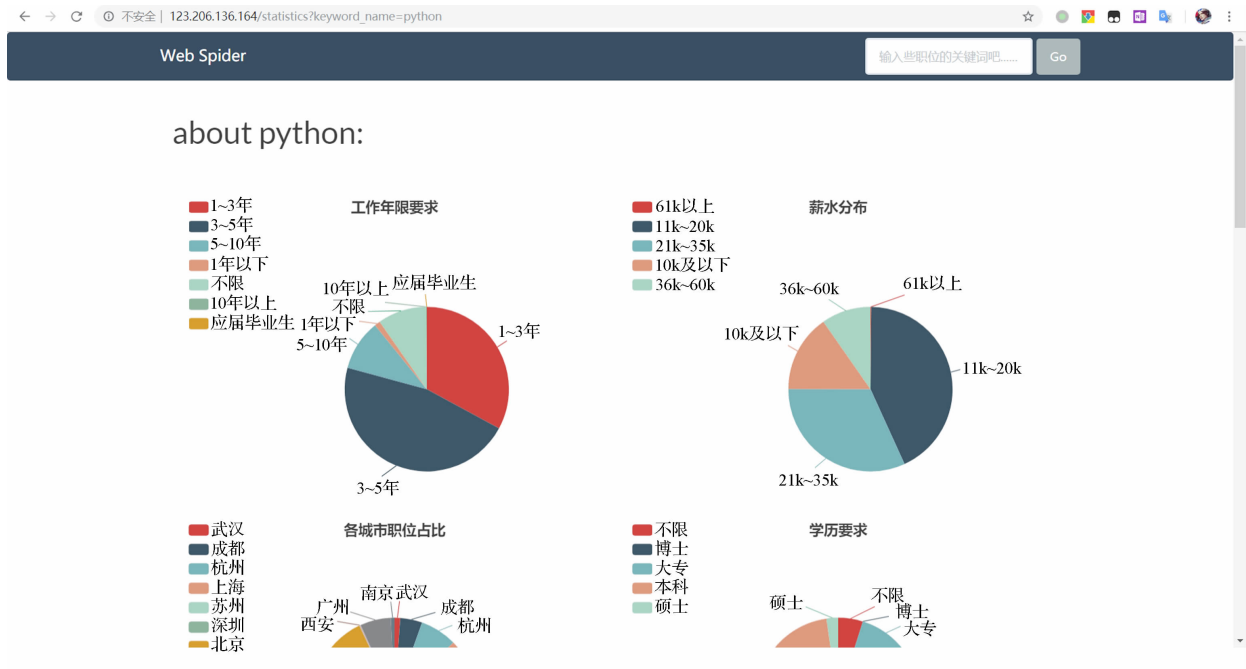 不安全 | 123.206.136.164/statistics?keyword_name=python
Web Spider
输入些职位的关键词吧......
Go
about python:
工作年限要求
1~3年
3~5年
5~10年
1年以下
不限
10年以上
应届毕业生
10年以上
应届毕业生
不限
1年以下
1~3年
5~10年
3~5年
薪水分布
61k以上
11k~20k
21k~35k
10k及以下
36k~60k
36k~60k
61k以上
10k及以下
11k~20k
21k~35k
各城市职位占比
武汉
成都
杭州
上海
苏州
深圳
北京
南京
武汉
广州
成都
西安
杭州
学历要求
不限
博士
大专
本科
硕士
硕士
不限
博士
大专